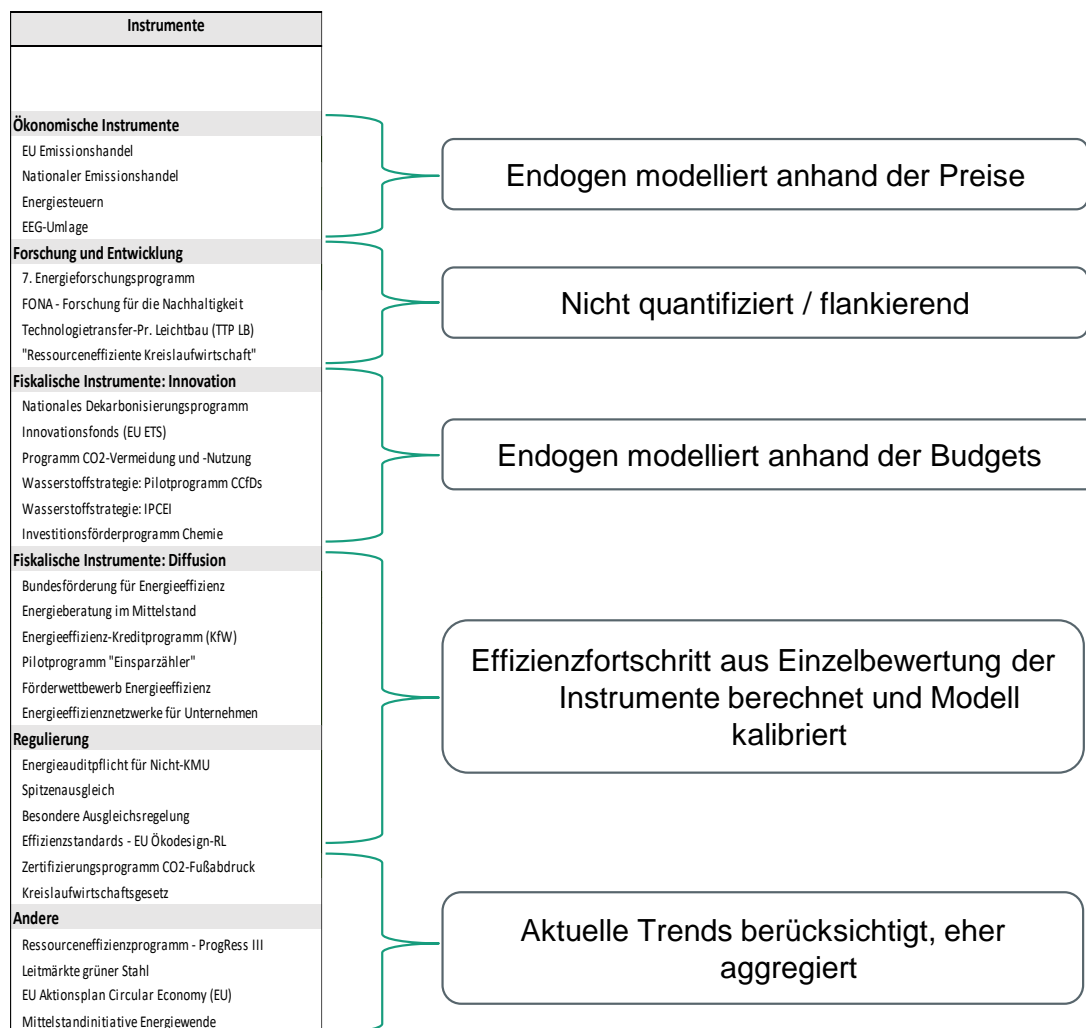 Instrumente
Ökonomische Instrumente
EU Emissionshandel
Nationaler Emissionshandel
Energiesteuern
EEG-Umlage
Forschung und Entwicklung
7. Energieforschungsprogramm
FONA - Forschung für die Nachhaltigkeit
Technologietransfer-Pr. Leichtbau (TTP LB)
"Ressourceneffiziente Kreislaufwirtschaft"
Fiskalische Instrumente: Innovation
Nationales Dekarbonisierungsprogramm
Innovationsfonds (EU ETS)
Programm CO2-Vermeidung und -Nutzung
Wasserstoffstrategie: Pilotprogramm CCfDs
Wasserstoffstrategie: IPCEI
Investitionsförderprogramm Chemie
Fiskalische Instrumente: Diffusion
Bundesförderung für Energieeffizienz
Energieberatung im Mittelstand
Energieeffizienz-Kreditprogramm (KfW)
Pilotprogramm "Einsparzähler"
Förderwettbewerb Energieeffizienz
Energieeffizienznetzwerke für Unternehmen
Regulierung
Energieauditpflicht für Nicht-KMU
Spitzenausgleich
Besondere Ausgleichsregelung
Effizienzstandards - EU Ökodesign-RL
Zertifizierungsprogramm CO2-Fußabdruck
Kreislaufwirtschaftsgesetz
Andere
Ressourceneffizienzprogramm - ProgRess III
Leitmärkte grüner Stahl
EU Aktionsplan Circular Economy (EU)
Mittelstandinitiative Energiewende
Endogen modelliert anhand der Preise
Nicht quantifiziert / flankierend
Endogen modelliert anhand der Budgets
Effizienzfortschritt aus Einzelbewertung der
Instrumente berechnet und Modell
kalibriert
Aktuelle Trends berücksichtigt, eher
aggregiert